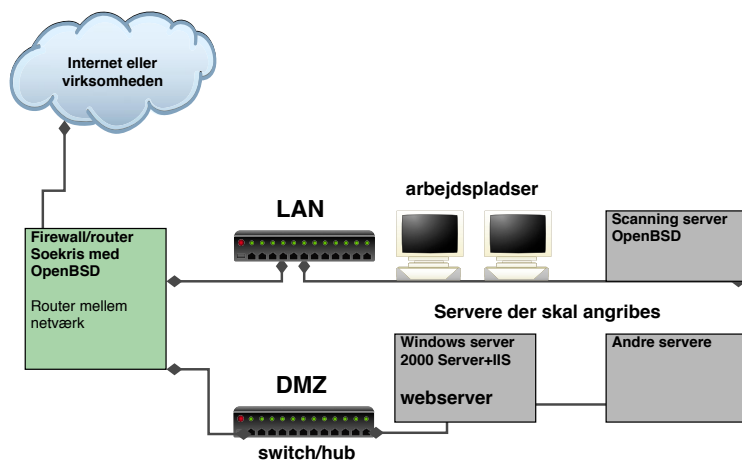 Internet eller
virksomheden
arbejdspladser
LAN
Scanning server
OpenBSD
Firewall/router
Soekris med
OpenBSD
Router mellem
netværk
Servere der skal angribes
Windows server
2000 Server+IIS
webserver
Andre servere
DMZ
switch/hub